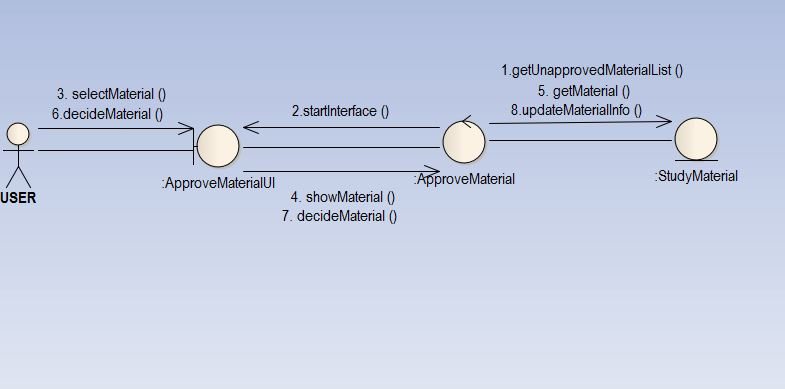 1.getUnapprovedMaterialList ()
3. selectMaterial ()
5. getMaterial ()
6.decideMaterial ()
2.startInterface ()
8.updateMaterialInfo ()
USER
:ApproveMaterialUI
:ApproveMaterial
:StudyMaterial
4. showMaterial ()
7. decideMaterial ()